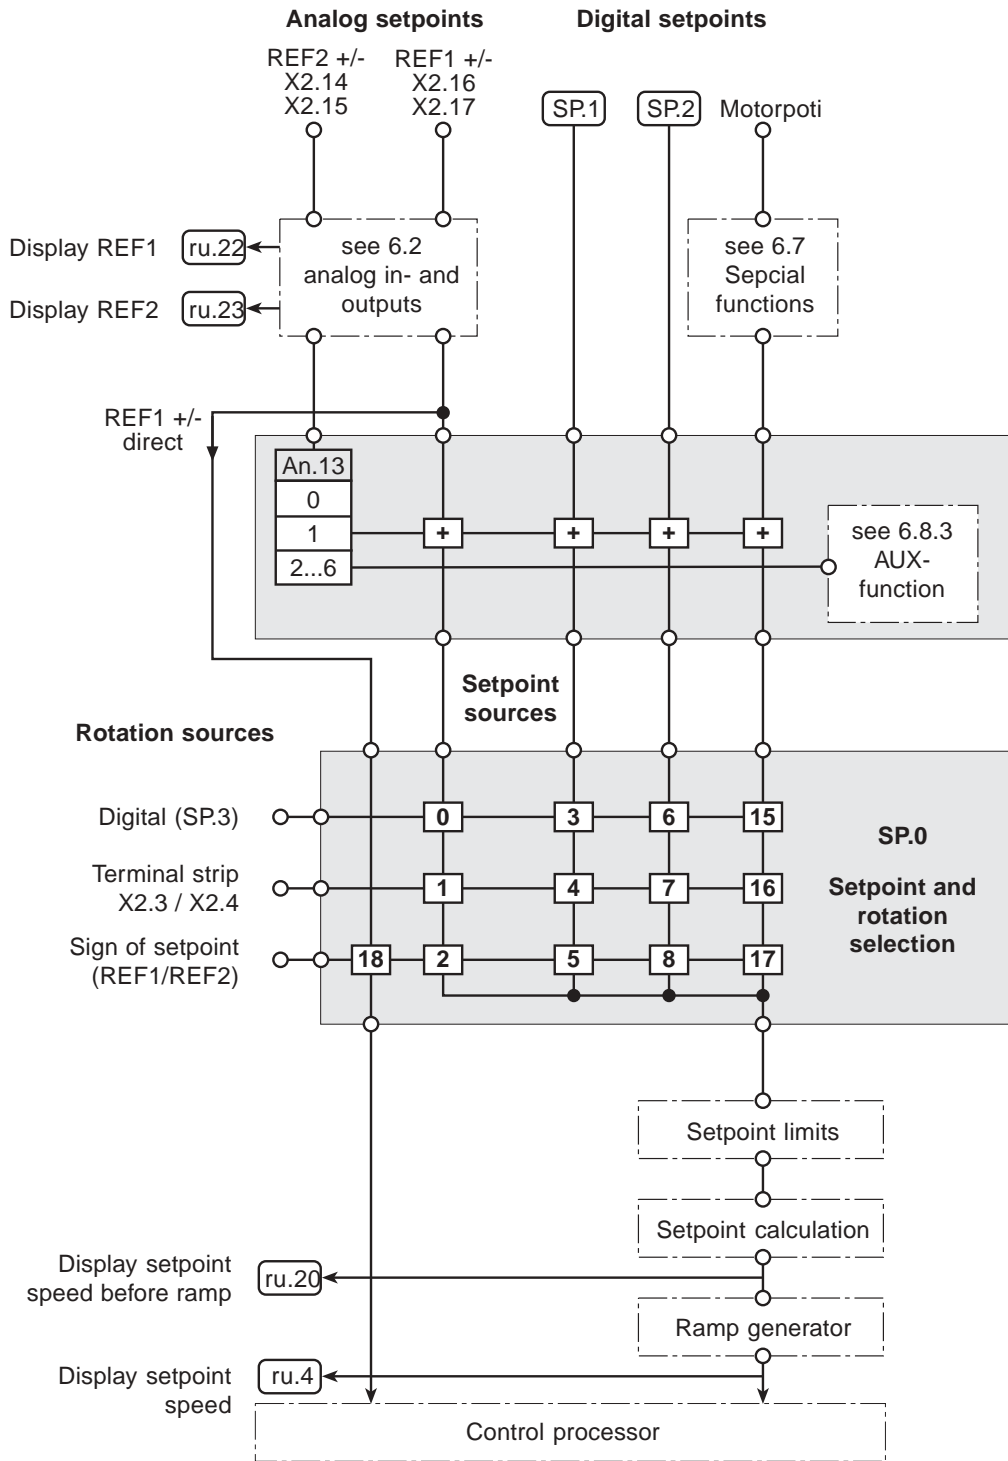 Analog setpoints
Digital setpoints
REF2 +/-
X2.14
X2.15
REF1 +/-
X2.16
X2.17
SP.1
SP.2
Motorpoti
Display REF1
ru.22
see 6.2
analog in- and
outputs
see 6.7
Sepcial
functions
Display REF2
ru.23
REF1 +/-
direct
An.13
0
1
2...6
+
+
+
+
see 6.8.3
AUX-
function
Setpoint
sources
Rotation sources
Digital (SP.3)
0
3
6
15
SP.0
Setpoint and
rotation
selection
Terminal strip
X2.3 / X2.4
1
4
7
16
Sign of setpoint
(REF1/REF2)
18
2
5
8
17
Setpoint limits
Setpoint calculation
Display setpoint
speed before ramp
ru.20
Ramp generator
Display setpoint
speed
ru.4
Control processor